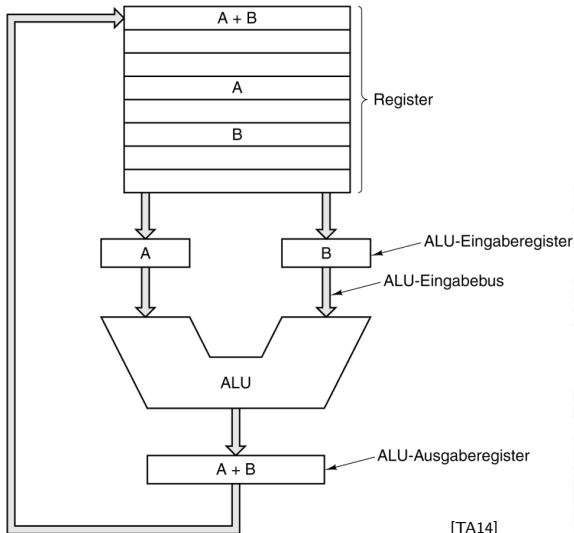 A + B
A
Register
B
A
B
ALU-Eingaberegister
ALU-Eingabebus
ALU
A + B
ALU-Ausgaberegister
[TA14]